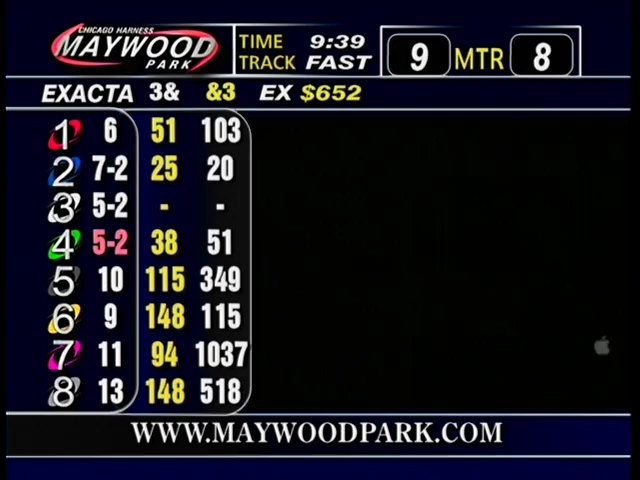 CHICAGO HARNESS
MAYWOOD
PARK
TIME 9:39
TRACK FAST
9 MTR 8
EXACTA 3& &3 EX $652
1 6 51 103
2 7-2 25 20
3 5-2 - -
4 5-2 38 51
5 10 115 349
6 9 148 115
7 11 94 1037
8 13 148 518
WWW.MAYWOODPARK.COM